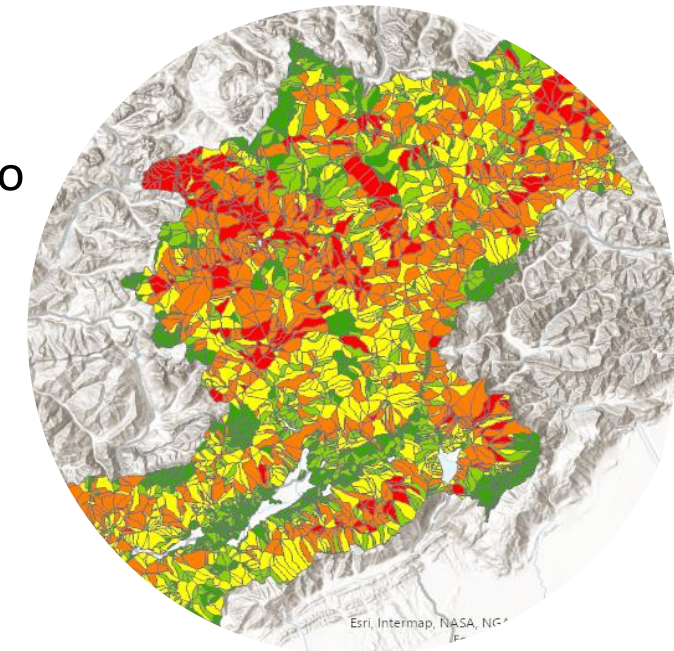 o
Esri, Intermap, NASA, NGA